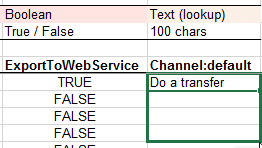 Boolean Text (lookup)
True / False 100 chars
ExportToWebService Channel:default
TRUE Do a transfer
FALSE
FALSE
FALSE
FALSE